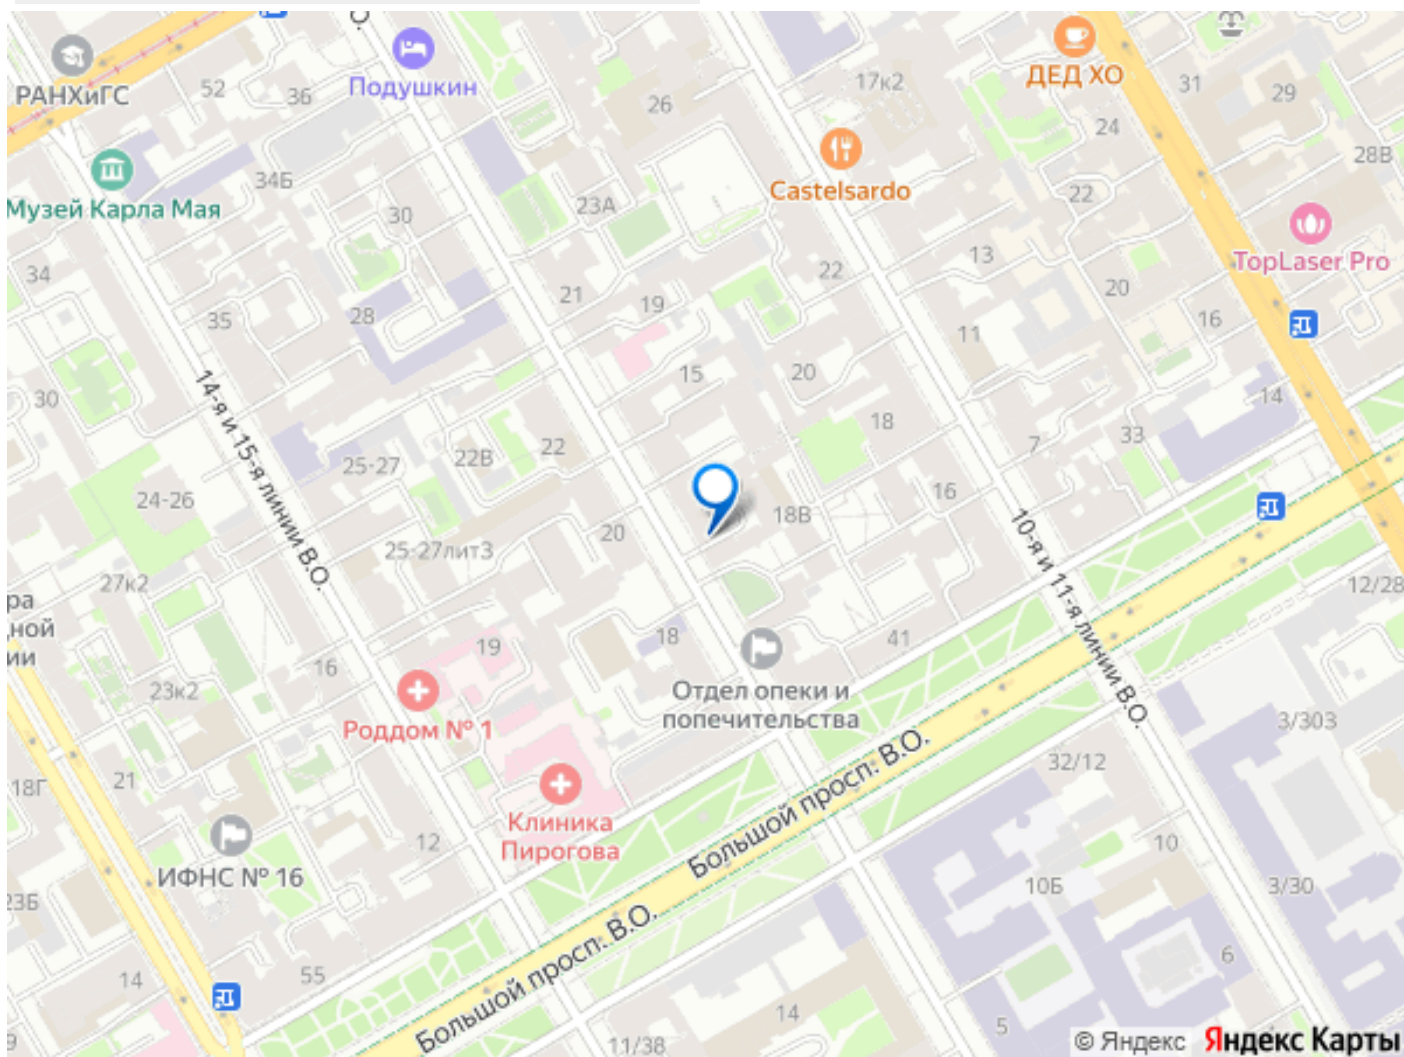 О.
РАНХиГС
52
36
Подушкин
26
17к2
ДЕД ХО
31
29
24
28В
Музей Карла Мая
34Б
30
23А
Castelsardo
22
TopLaser Pro
34
35
28
21
19
22
13
20
16
11
15
20
14
30
14-я и 15-я линии В.О.
25-27
22В
22
18
7
33
24-26
16
18В
25-27литЗ
20
10-я и 11-я линии В.О.
27к2
12/28
ра
дной
ии
16
19
18
41
23к2
Отдел опеки и
попечительства
Роддом № 1
3/303
32/12
18Г
21
Клиника
Пирогова
12
Большой просп. В.О.
10
ИФНС № 16
10Б
3/30
23Б
Большой просп. В.О.
6
14
55
14
5
9
11/38
© Яндекс Яндекс Карты